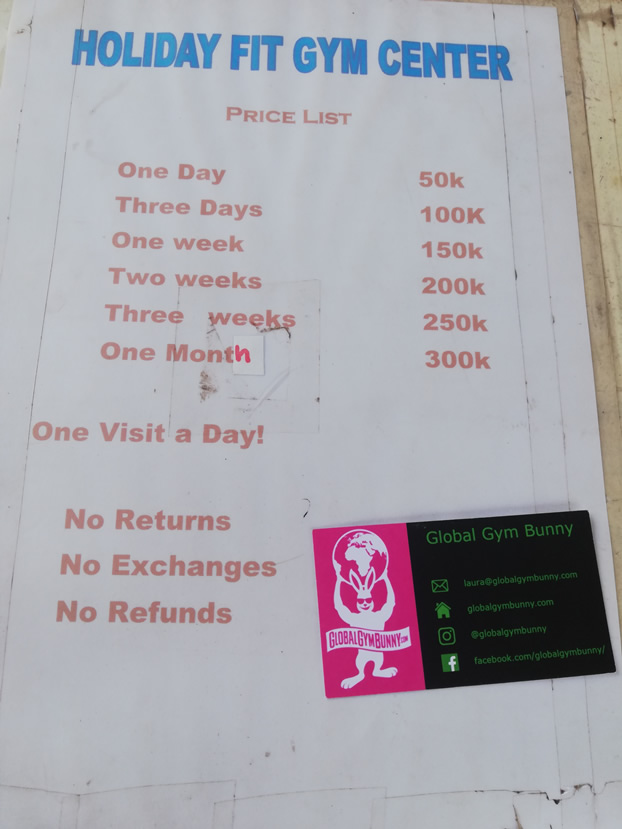 HOLIDAY FIT GYM CENTER
PRICE LIST
One Day 50k
Three Days 100K
One week 150k
Two weeks 200k
Three weeks 250k
One Month 300k
One Visit a Day!
No Returns
No Exchanges
No Refunds
Global Gym Bunny
laura@globalgymbunny.com
globalgymbunny.com
@globalgymbunny
facebook.com/globalgymbunny/
GLOBALGYMBUNNY.COM